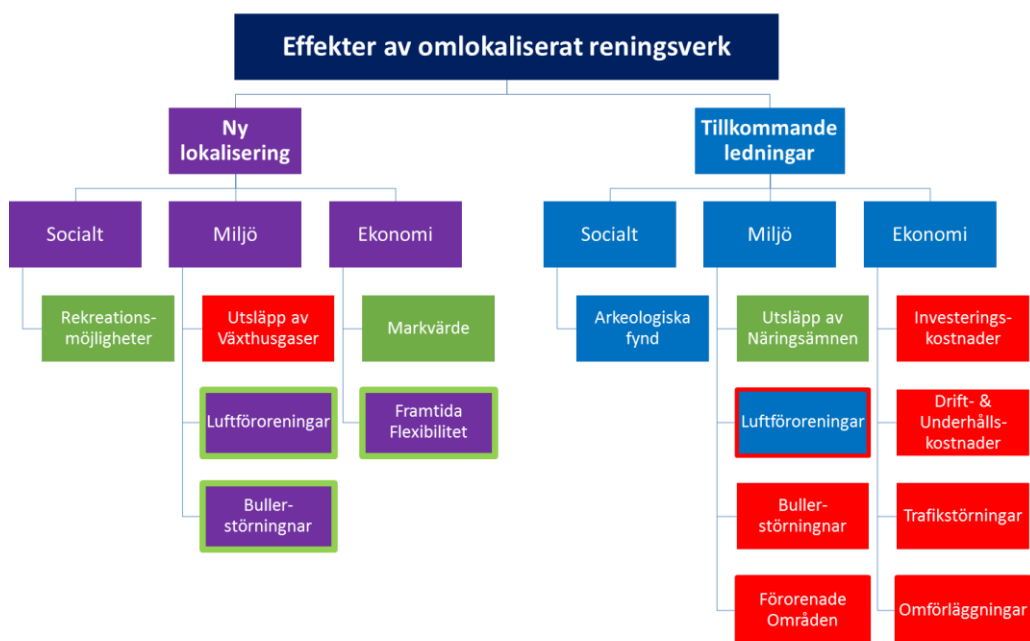 Effekter av omlokaliserat reningsverk
Ny
lokalisering
Tillkommande
ledningar
Socialt
Miljö
Ekonomi
Socialt
Miljö
Ekonomi
Rekreations-
möjligheter
Utsläpp av
Växthusgaser
Markvärde
Arkeologiska
fynd
Utsläpp av
Näringsämnen
Investerings-
kostnader
Luftföroreningar
Framtida
Flexibilitet
Luftföroreningar
Drift- &
Underhålls-
kostnader
Buller-
störningnar
Buller-
störningnar
Trafikstörningar
Förorenade
Områden
Omförläggningar